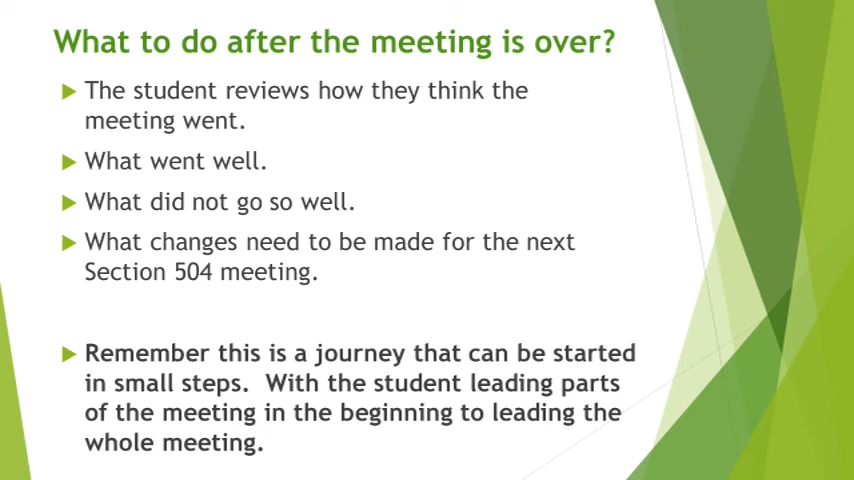 What to do after the meeting is over?
The student reviews how they think the
meeting went.
What went well.
What did not go so well.
What changes need to be made for the next
Section 504 meeting.
Remember this is a journey that can be started
in small steps.  With the student leading parts
of the meeting in the beginning to leading the
whole meeting.